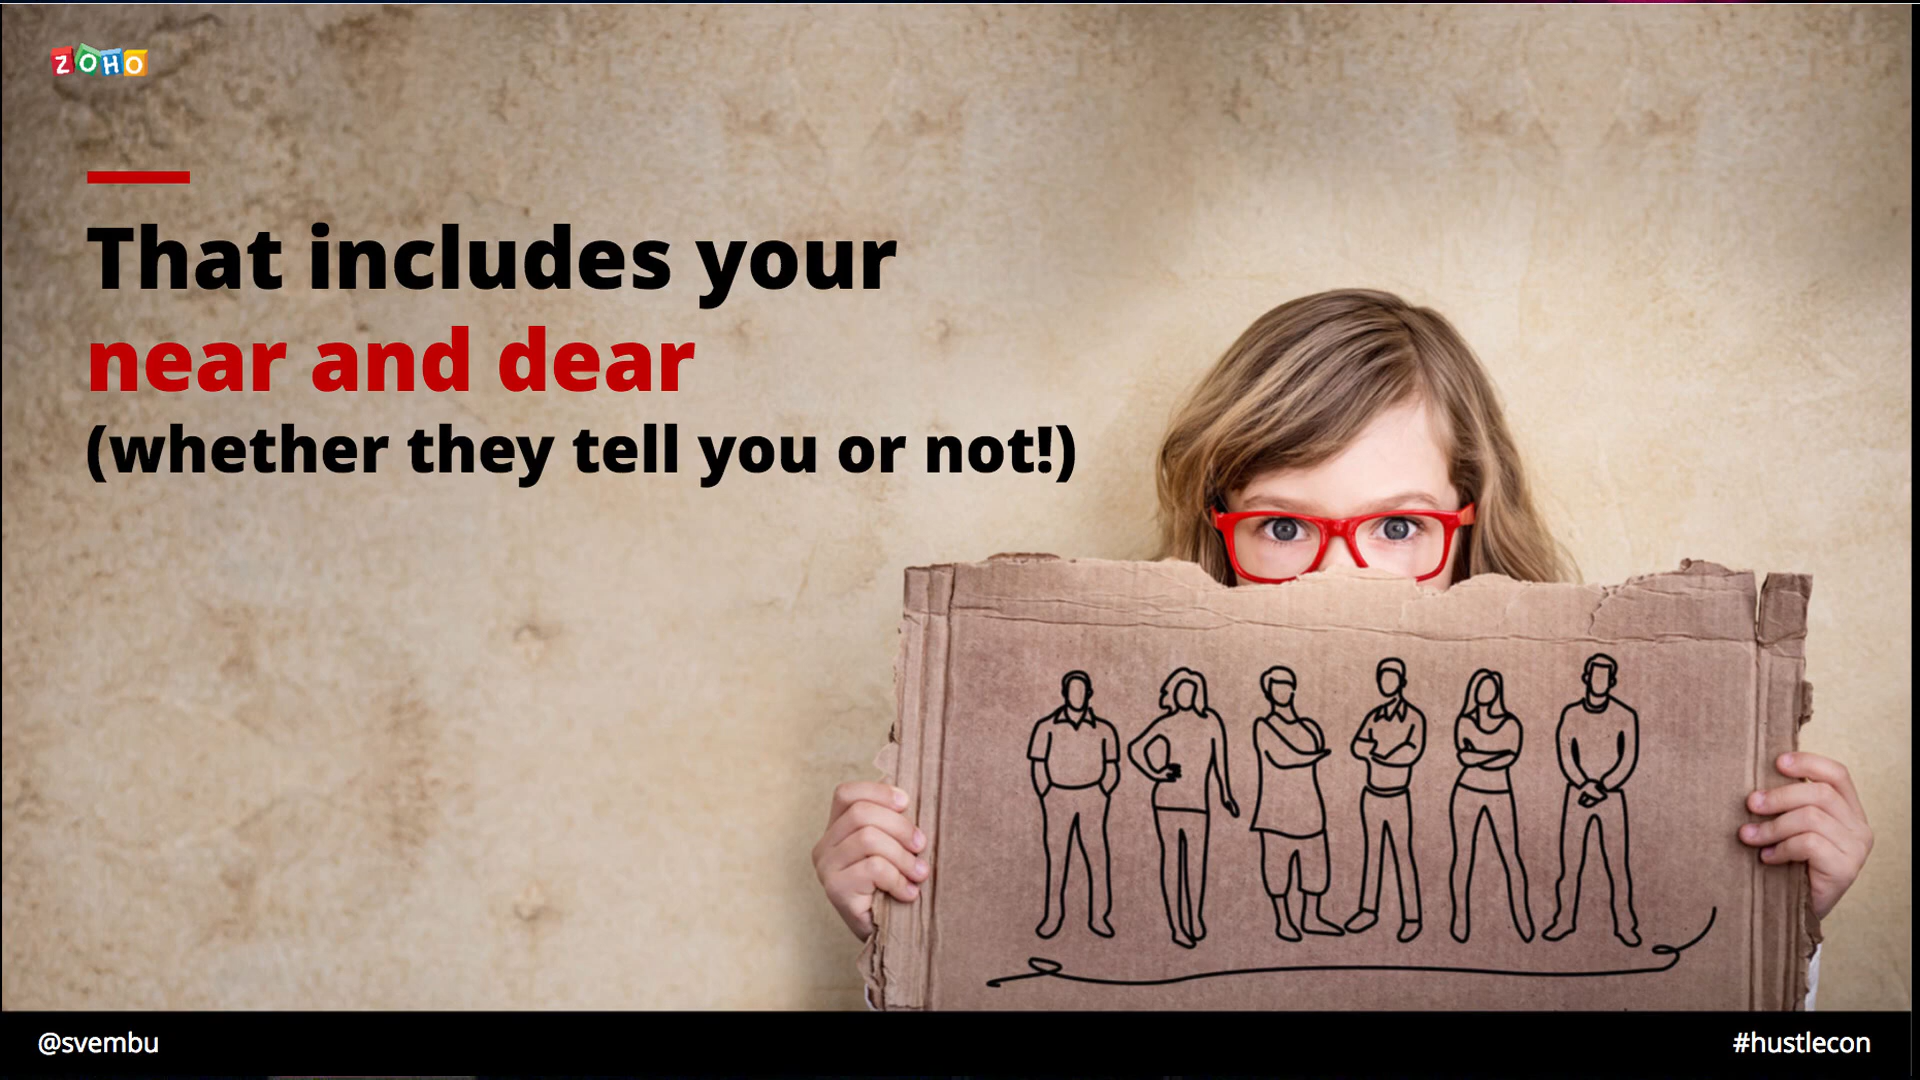 ZOHO
That includes your
near and dear
(whether they tell you or not!)
@svembu
#hustlecon